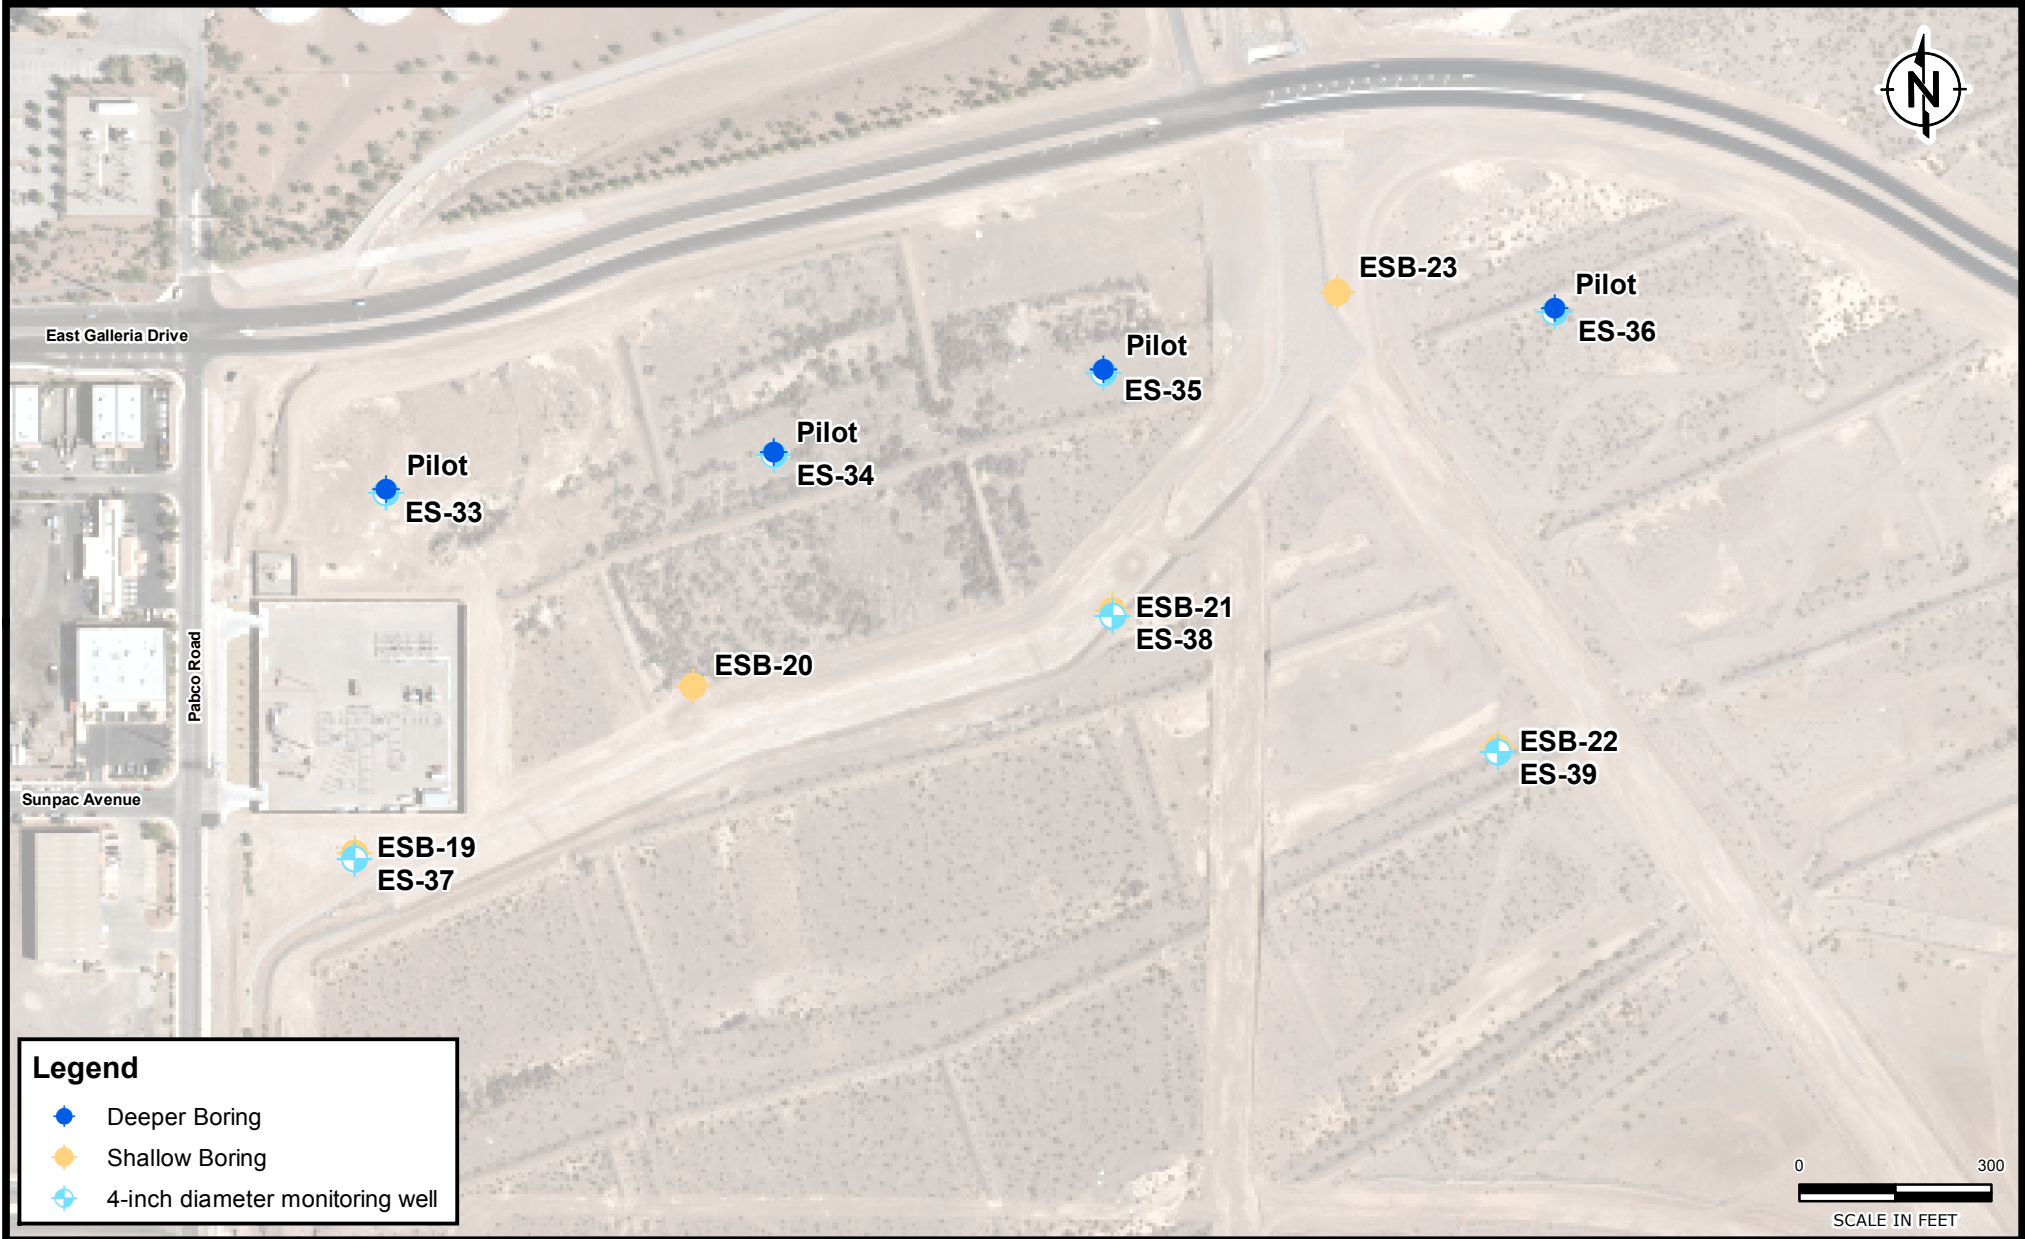 N
ESB-23
Pilot
ES-36
East Galleria Drive
Pilot
ES-35
Pilot
ES-34
Pilot
ES-33
ESB-21
ES-38
Pabco Road
ESB-20
ESB-22
ES-39
Sunpac Avenue
ESB-19
ES-37
Legend
Deeper Boring
Shallow Boring
4-inch diameter monitoring well
0 300
SCALE IN FEET